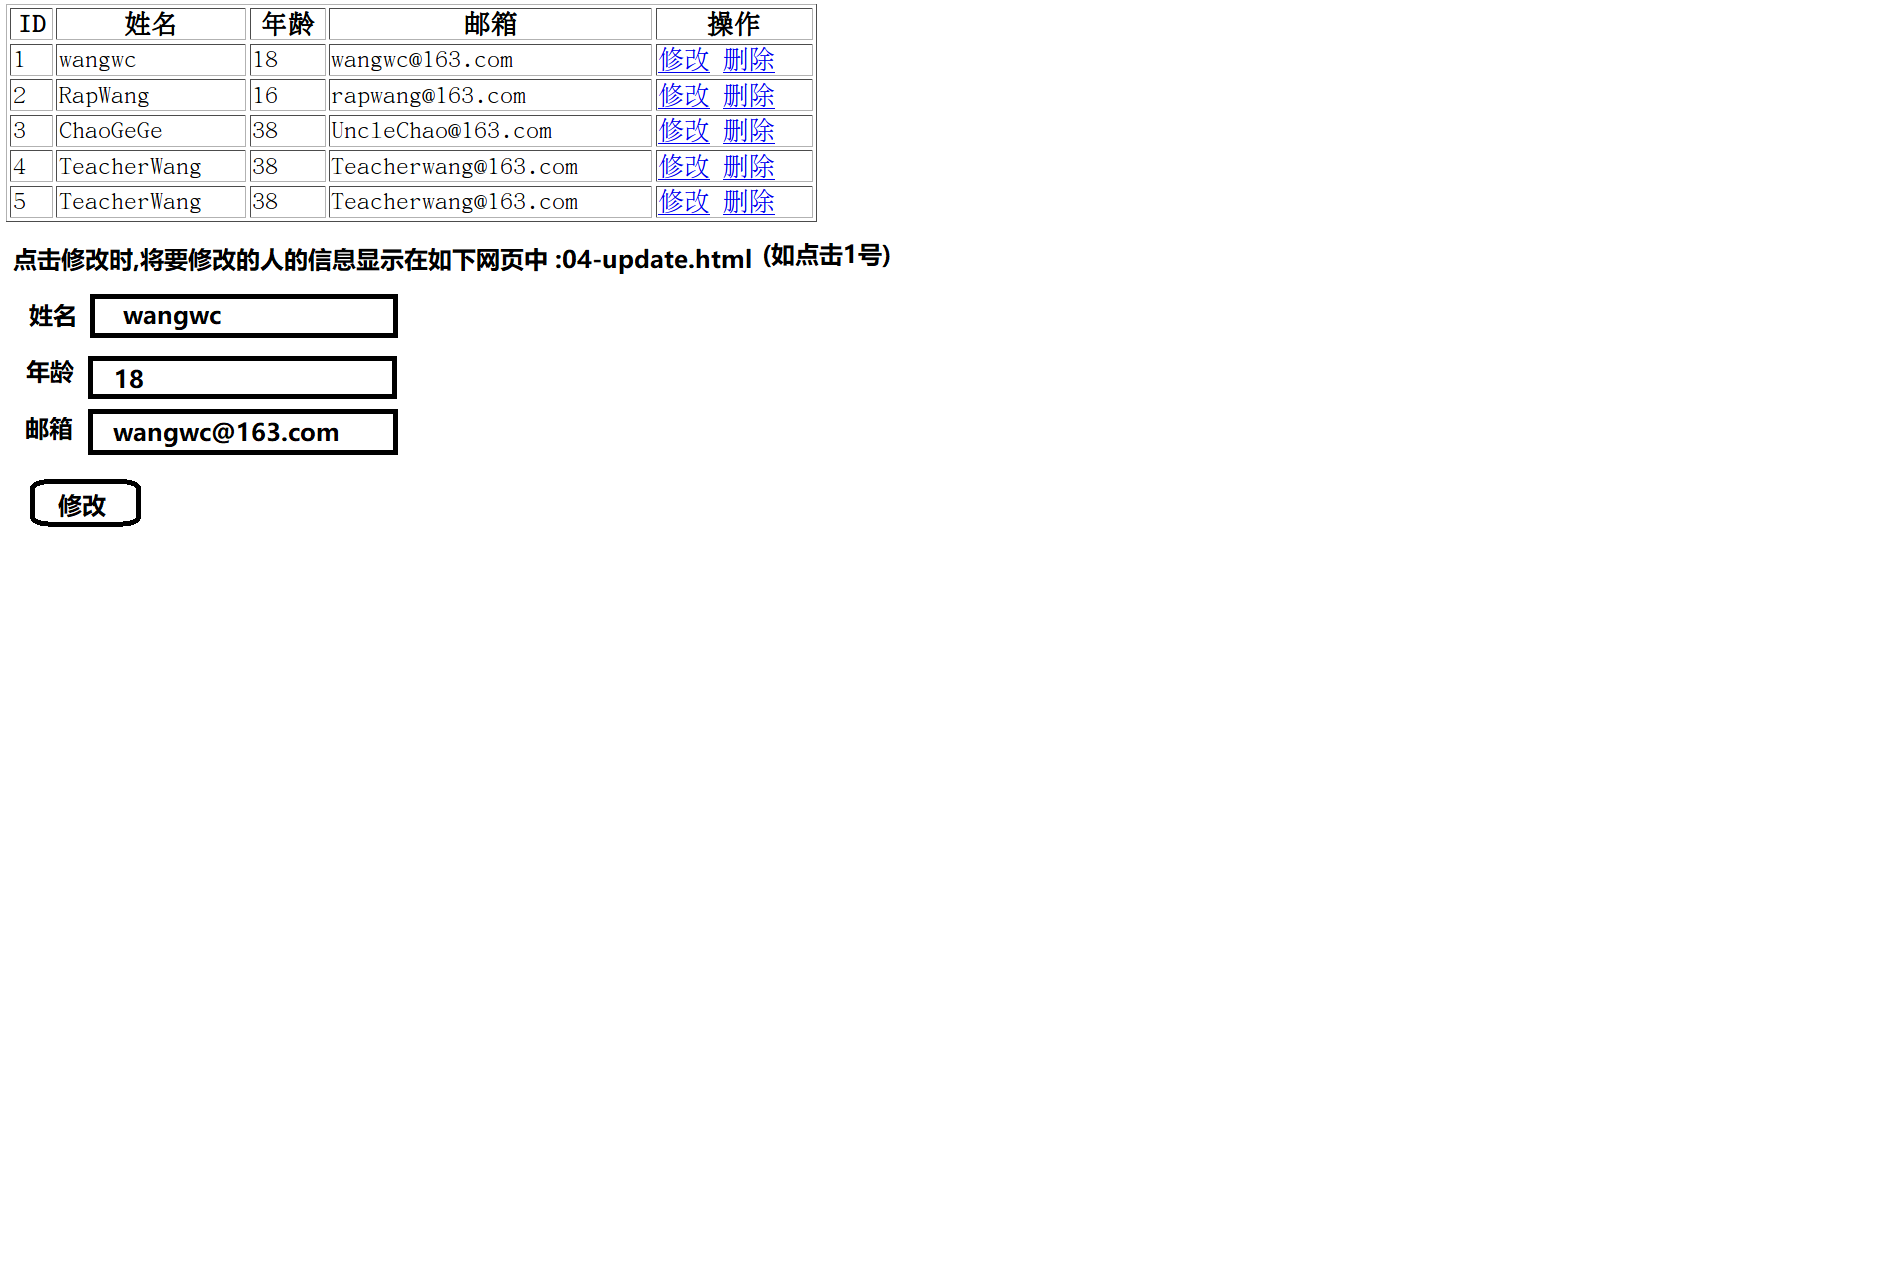 ID 姓名 年龄 邮箱 操作
1 wangwc 18 wangwc@163.com 修改 删除
2 RapWang 16 rapwang@163.com 修改 删除
3 ChaoGeGe 38 UncleChao@163.com 修改 删除
4 TeacherWang 38 Teacherwang@163.com 修改 删除
5 TeacherWang 38 Teacherwang@163.com 修改 删除
点击修改时,将要修改的人的信息显示在如下网页中 :04-update.html (如点击1号)
姓名 wangwc
年龄 18
邮箱 wangwc@163.com
修改